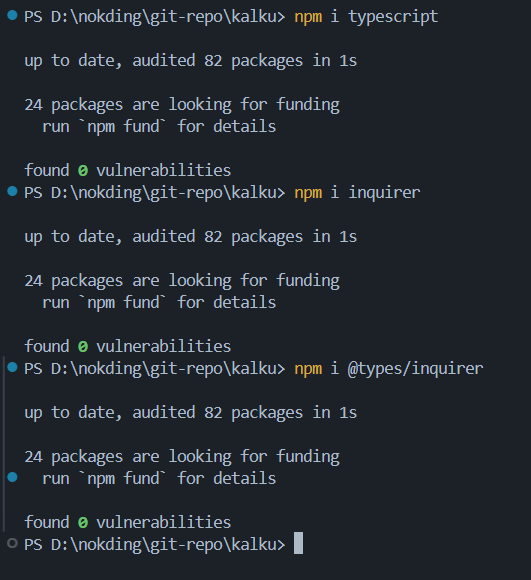 PS D:\nokding\git-repo\kalku> npm i typescript
up to date, audited 82 packages in 1s
24 packages are looking for funding
  run `npm fund` for details
found 0 vulnerabilities
PS D:\nokding\git-repo\kalku> npm i inquirer
up to date, audited 82 packages in 1s
24 packages are looking for funding
  run `npm fund` for details
found 0 vulnerabilities
PS D:\nokding\git-repo\kalku> npm i @types/inquirer
up to date, audited 82 packages in 1s
24 packages are looking for funding
  run `npm fund` for details
found 0 vulnerabilities
PS D:\nokding\git-repo\kalku>